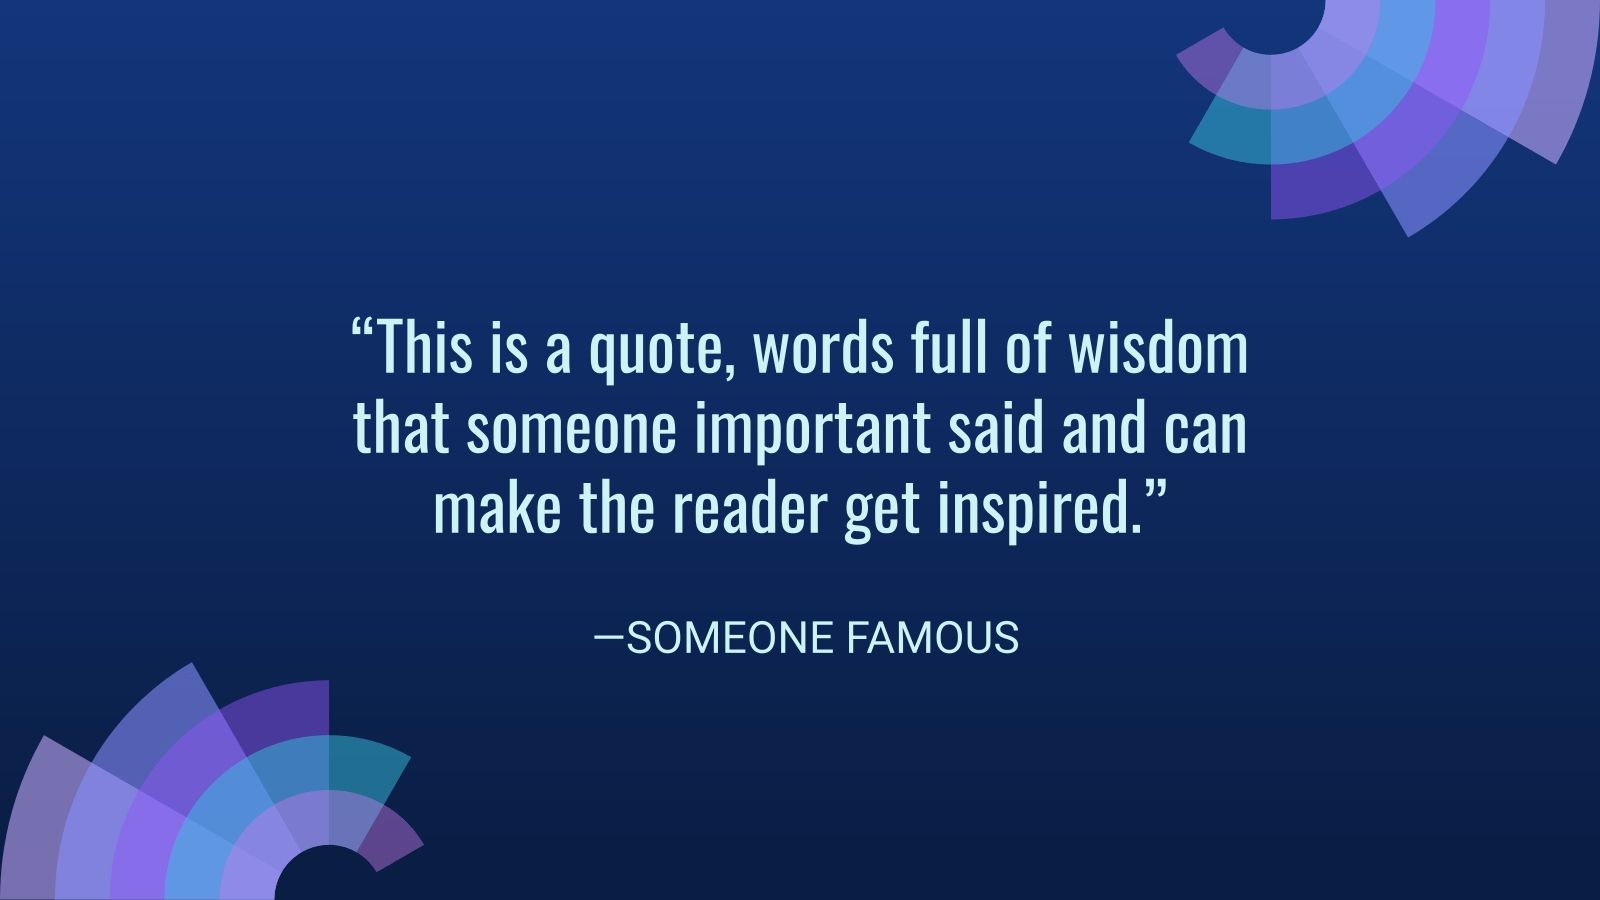 “This is a quote, words full of wisdom
that someone important said and can
make the reader get inspired.”
—SOMEONE FAMOUS